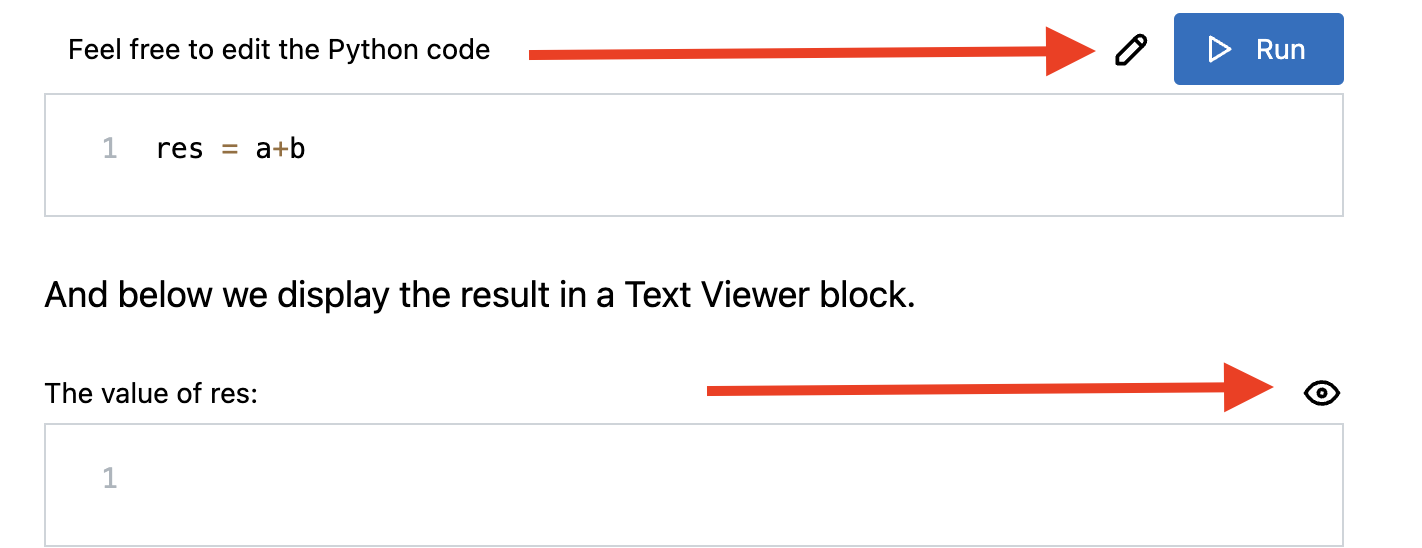 Feel free to edit the Python code
Run
1 res = a+b
And below we display the result in a Text Viewer block.
The value of res:
1